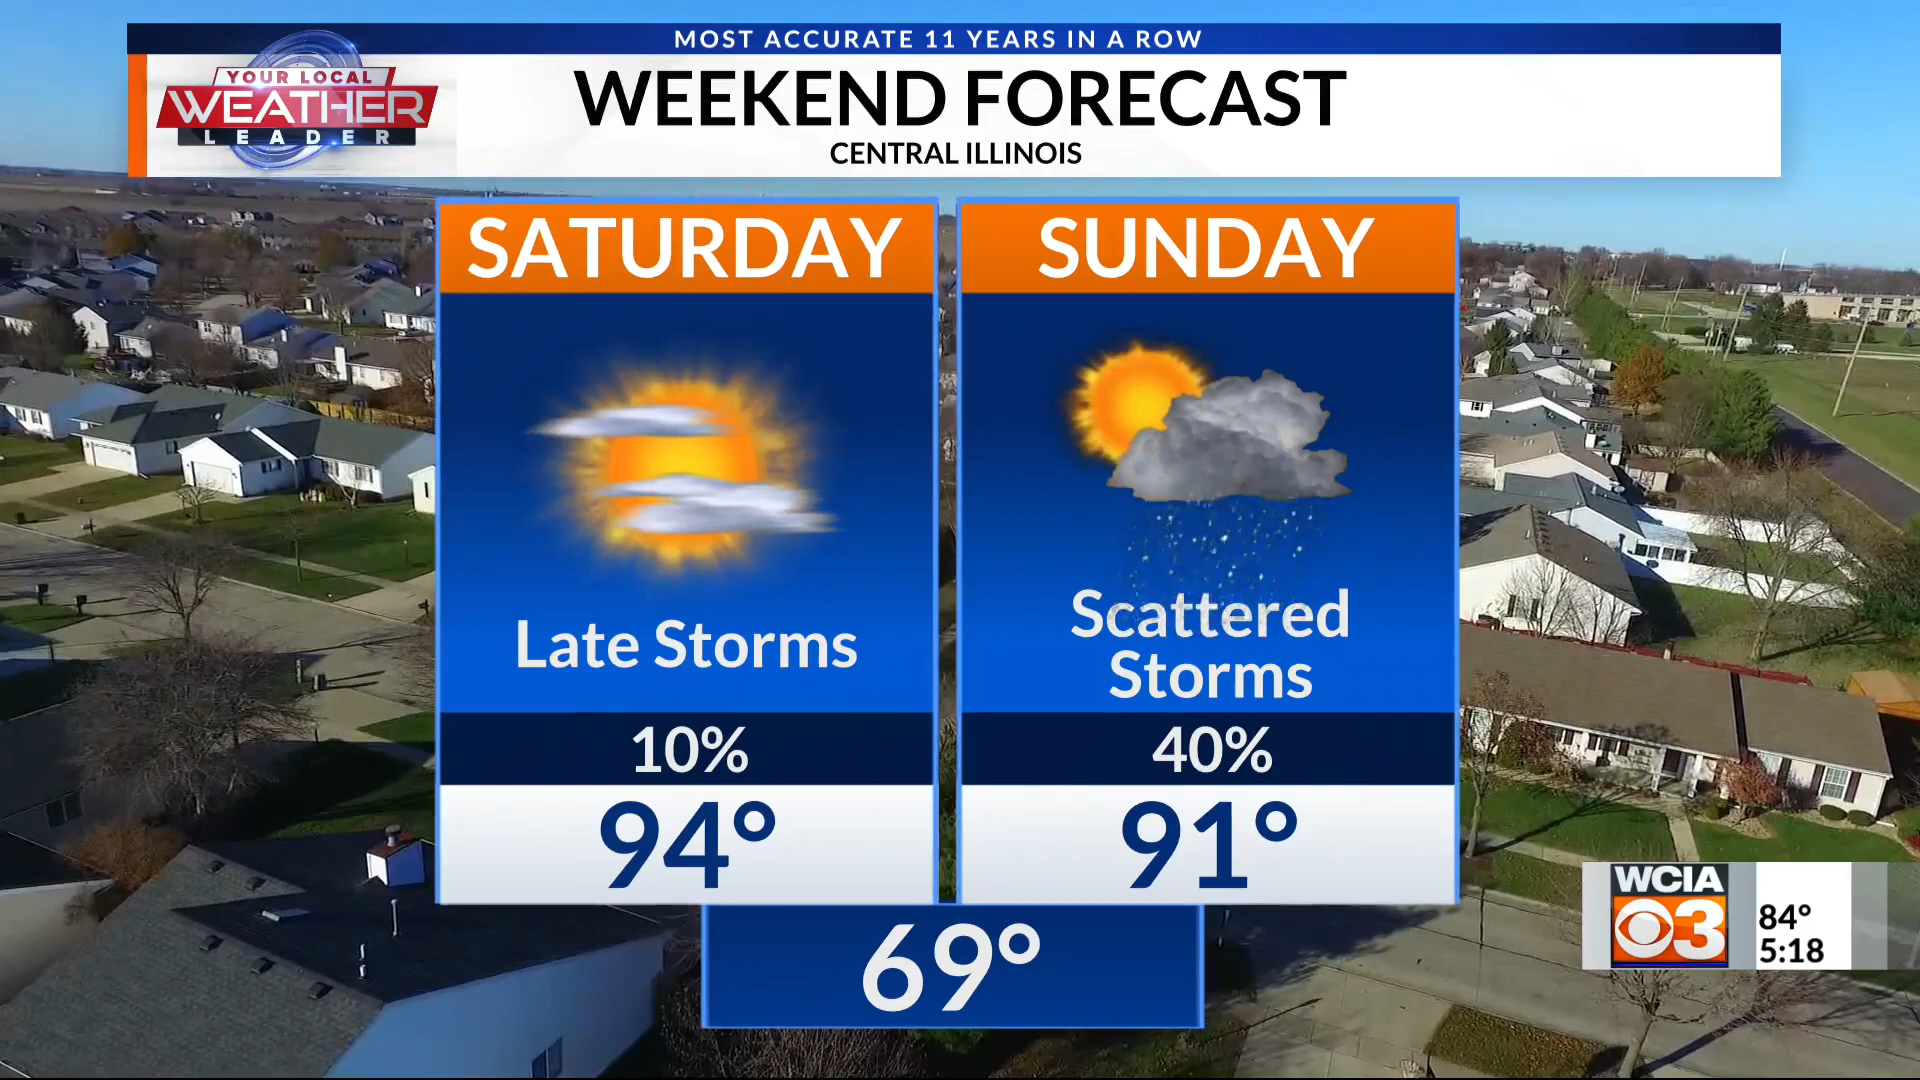 MOST ACCURATE 11 YEARS IN A ROW
YOUR LOCAL
WEATHER
LEADER
WEEKEND FORECAST
CENTRAL ILLINOIS
SATURDAY
Late Storms
10%
94°
SUNDAY
Scattered
Storms
40%
91°
69°
WCIA
3
84°
5:18